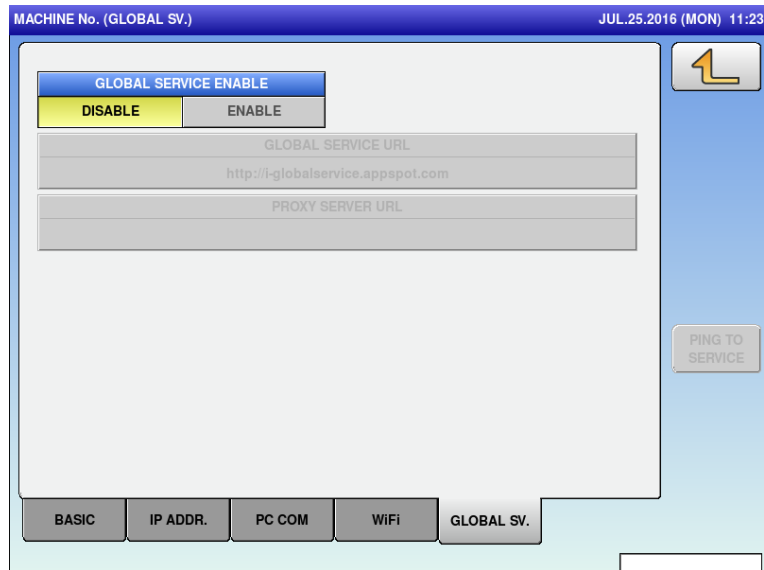 MACHINE No. (GLOBAL SV.) JUL.25.2016 (MON) 11:23
GLOBAL SERVICE ENABLE
DISABLE ENABLE
GLOBAL SERVICE URL
http://i-globalservice.appspot.com
PROXY SERVER URL
PING TO
SERVICE
BASIC IP ADDR. PC COM WiFi GLOBAL SV.